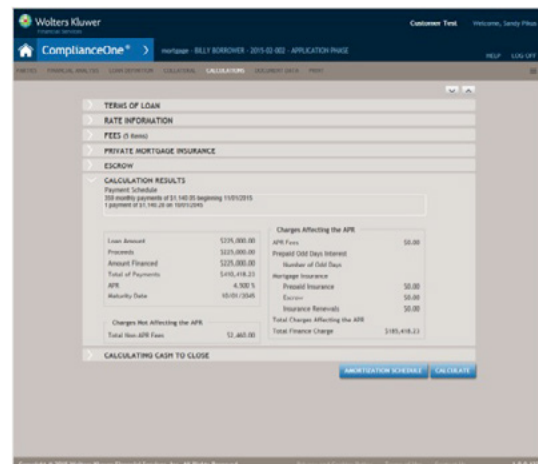 Wolters Kluwer
Financial Services
Customer Test Welcome, Sandy Pikus
ComplianceOne®
mortgage - BILLY BORROWER - 2015-02-002 - APPLICATION PHASE
HELP LOG OFF
PARTIES FINANCIAL ANALYSIS LOAN DEFINITION COLLATERAL CALCULATIONS DOCUMENT DATA PRINT
TERMS OF LOAN
RATE INFORMATION
FEES (5 items)
PRIVATE MORTGAGE INSURANCE
ESCROW
CALCULATION RESULTS
Payment Schedule
359 monthly payments of $1,140.05 beginning 11/01/2015
1 payment of $1,140.28 on 10/01/2045
Loan Amount $225,000.00
Proceeds $225,000.00
Amount Financed $225,000.00
Total of Payments $410,418.23
APR 4.500 %
Maturity Date 10/01/2045
Charges Not Affecting the APR
Total Non-APR Fees $2,460.00
Charges Affecting the APR
APR Fees $0.00
Prepaid Odd Days Interest
Number of Odd Days
Mortgage Insurance
Prepaid Insurance $0.00
Escrow $0.00
Insurance Renewals $0.00
Total Charges Affecting the APR
Total Finance Charge $185,418.23
CALCULATING CASH TO CLOSE
AMORTIZATION SCHEDULE CALCULATE